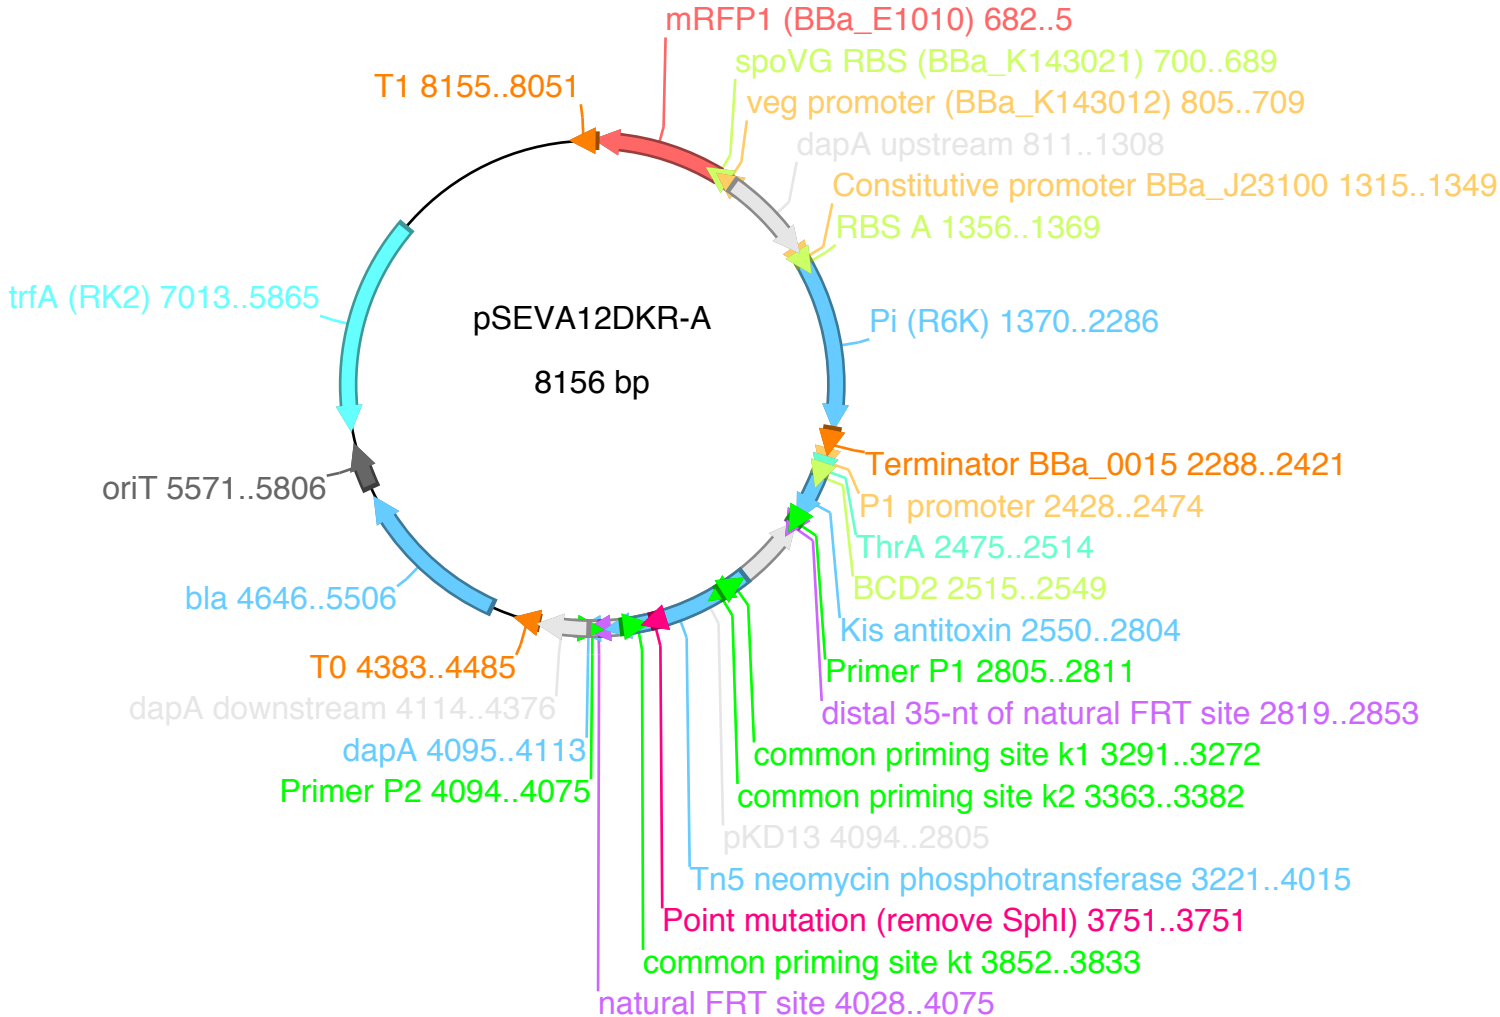 mRFP1 (BBa_E1010) 682..5
spoVG RBS (BBa_K143021) 700..689
T1 8155..8051
veg promoter (BBa_K143012) 805..709
dapA upstream 811..1308
Constitutive promoter BBa_J23100 1315..1349
RBS A 1356..1369
trfA (RK2) 7013..5865
pSEVA12DKR-A
Pi (R6K) 1370..2286
8156 bp
Terminator BBa_0015 2288..2421
oriT 5571..5806
P1 promoter 2428..2474
ThrA 2475..2514
BCD2 2515..2549
bla 4646..5506
Kis antitoxin 2550..2804
T0 4383..4485
Primer P1 2805..2811
dapA downstream 4114..4376
distal 35-nt of natural FRT site 2819..2853
dapA 4095..4113
common priming site k1 3291..3272
Primer P2 4094..4075
common priming site k2 3363..3382
pKD13 4094..2805
Tn5 neomycin phosphotransferase 3221..4015
Point mutation (remove SphI) 3751..3751
common priming site kt 3852..3833
natural FRT site 4028..4075